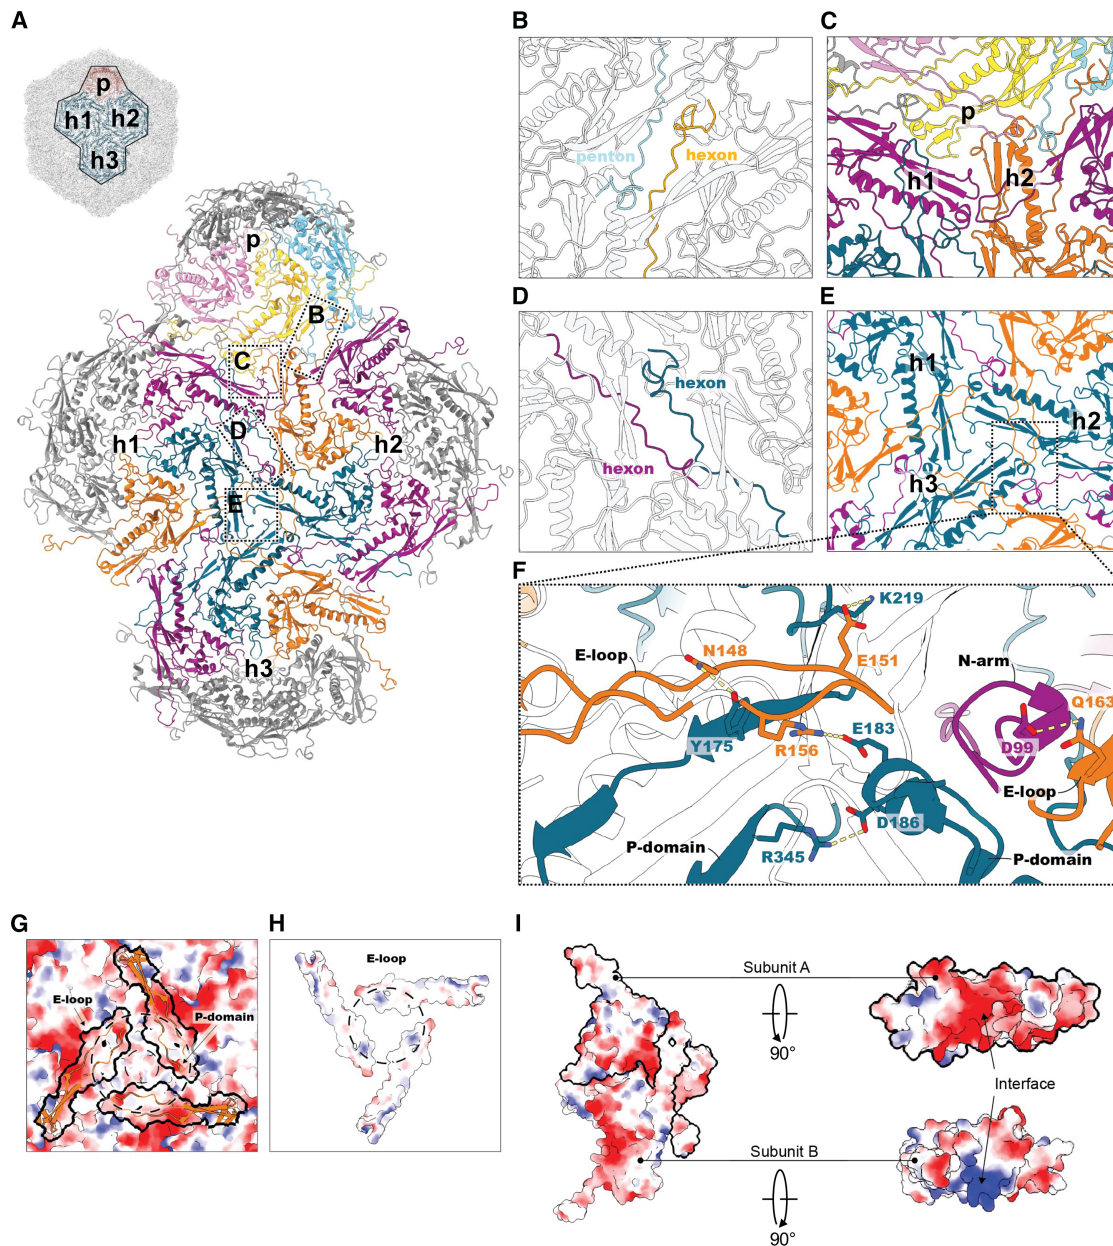 A
p
h1
h2
h3
p
B
C
D
h1
h2
E
h3
B
penton
hexon
C
p
h1
h2
D
hexon
hexon
E
h1
h2
h3
F
K219
N148
E-loop
E151
N-arm
Q163
Y175
R156
E183
D99
E-loop
D186
P-domain
R345
P-domain
G
E-loop
P-domain
H
E-loop
I
Subunit A
90°
Interface
Subunit B
90°